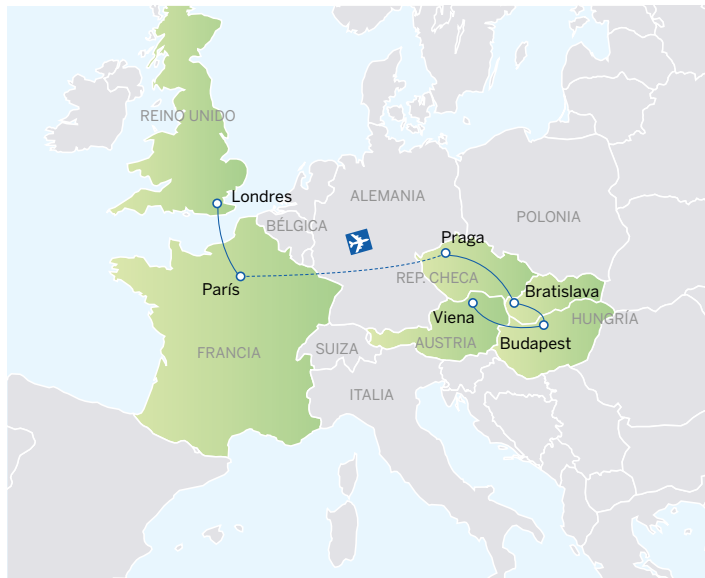 REINO UNIDO
Londres
ALEMANIA
BÉLGICA
POLONIA
Praga
REP. CHECA
París
Bratislava
Viena
HUNGRÍA
AUSTRIA
Budapest
SUIZA
FRANCIA
ITALIA